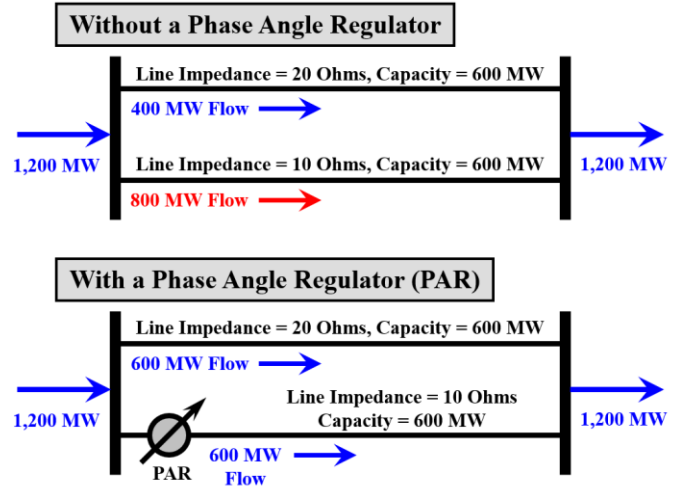 Without a Phase Angle Regulator
Line Impedance = 20 Ohms, Capacity = 600 MW
400 MW Flow
1,200 MW
1,200 MW
Line Impedance = 10 Ohms, Capacity = 600 MW
800 MW Flow
With a Phase Angle Regulator (PAR)
Line Impedance = 20 Ohms, Capacity = 600 MW
600 MW Flow
1,200 MW
1,200 MW
Line Impedance = 10 Ohms
Capacity = 600 MW
PAR
600 MW
Flow